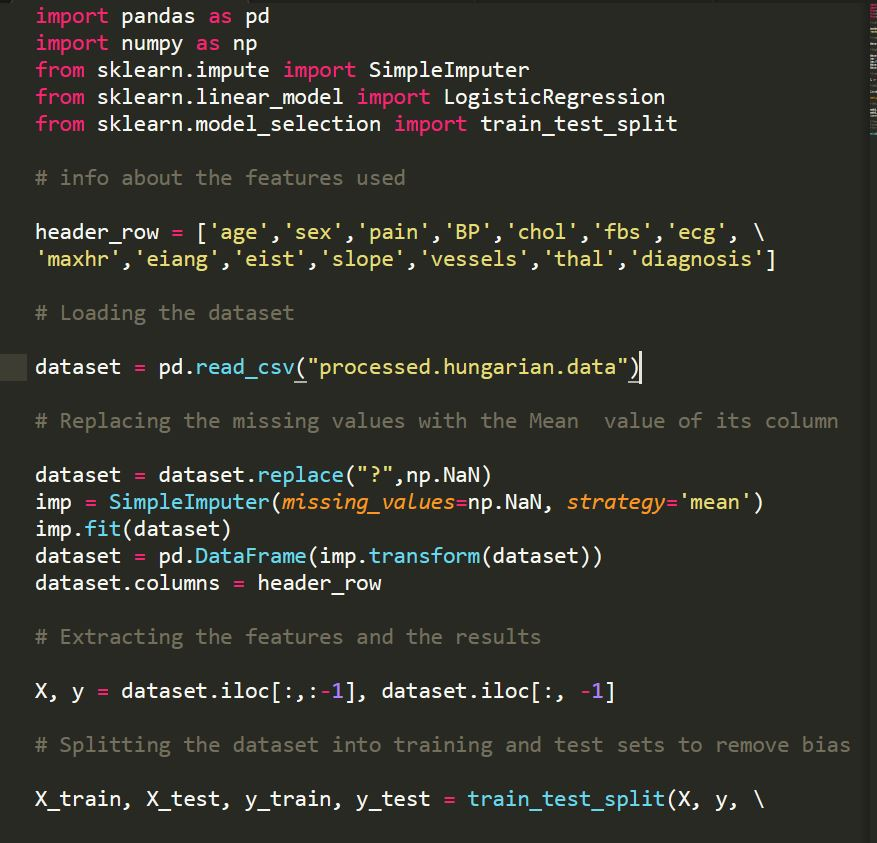 import pandas as pd
import numpy as np
from sklearn.impute import SimpleImputer
from sklearn.linear_model import LogisticRegression
from sklearn.model_selection import train_test_split
# info about the features used
header_row = ['age','sex','pain','BP','chol','fbs','ecg', \
'maxhr','eiang','eist','slope','vessels','thal','diagnosis']
# Loading the dataset
dataset = pd.read_csv("processed.hungarian.data")
# Replacing the missing values with the Mean  value of its column
dataset = dataset.replace("?",np.NaN)
imp = SimpleImputer(missing_values=np.NaN, strategy='mean')
imp.fit(dataset)
dataset = pd.DataFrame(imp.transform(dataset))
dataset.columns = header_row
# Extracting the features and the results
X, y = dataset.iloc[:,:-1], dataset.iloc[:, -1]
# Splitting the dataset into training and test sets to remove bias
X_train, X_test, y_train, y_test = train_test_split(X, y, \